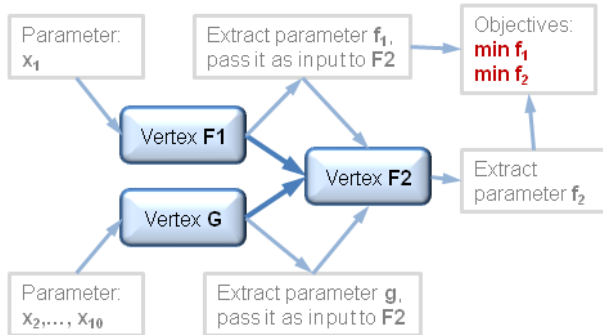 Parameter:
x1
Extract parameter f1,
pass it as input to F2
Objectives:
min f1
min f2
Vertex F1
Vertex F2
Vertex G
Extract
parameter f2
Parameter:
x2,..., x10
Extract parameter g,
pass it as input to F2